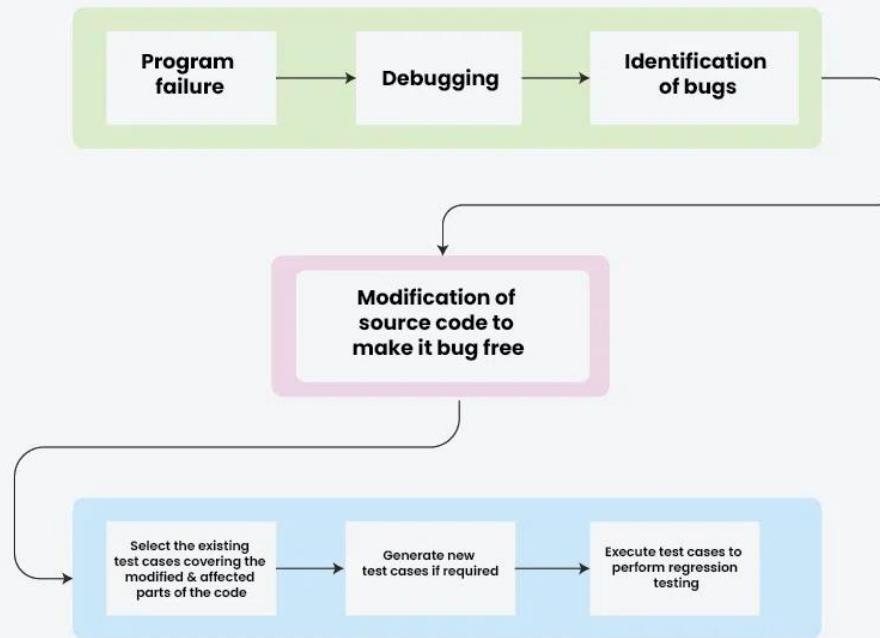 Program
failure
Debugging
Identification
of bugs
Modification of
source code to
make it bug free
Select the existing
test cases covering the
modified & affected
parts of the code
Generate new
test cases if required
Execute test cases to
perform regression
testing